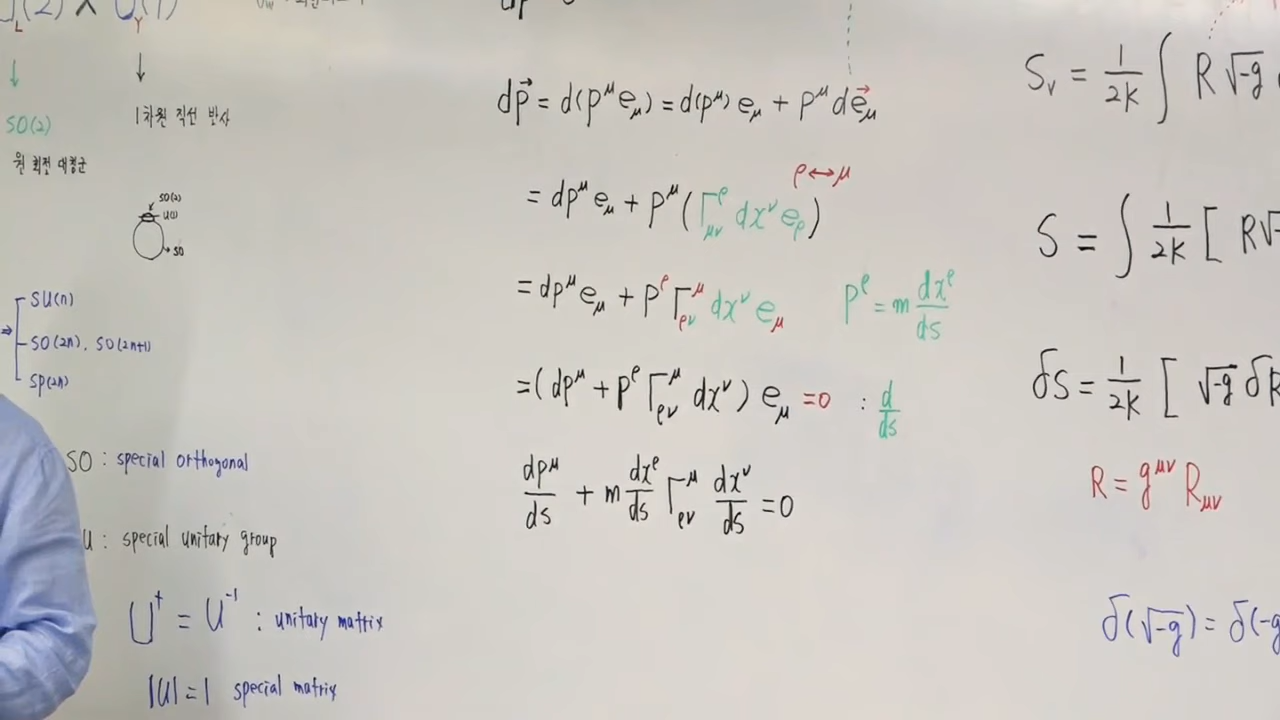 (2) × U(1)
L Y
↓ ↓
SO(2) 1차원 직선 반사
원 회전 대칭군
SO(2)
U(1)
SO
⇒ SU(n)
SO(2n), SO(2n+1)
Sp(2n)
SO : special orthogonal
U : special unitary group
U† = U⁻¹ : unitary matrix
|U| = 1 special matrix
dp⃗ = d(p^μ e_μ) = d(p^μ) e_μ + p^μ de⃗_μ
ρ↔μ
= dp^μ e_μ + p^μ (Γ^ρ_μν dx^ν e_ρ)
= dp^μ e_μ + p^ρ Γ^μ_ρν dx^ν e_μ p^ρ = m dx^ρ/ds
= (dp^μ + p^ρ Γ^μ_ρν dx^ν) e_μ = 0 : d/ds
dp^μ/ds + m dx^ρ/ds Γ^μ_ρν dx^ν/ds = 0
S_v = 1/2K ∫ R √-g
S = ∫ 1/2K [ R√-
δS = 1/2K [ √-g δR
R = g^μν R_μν
δ(√-g) = δ(-g